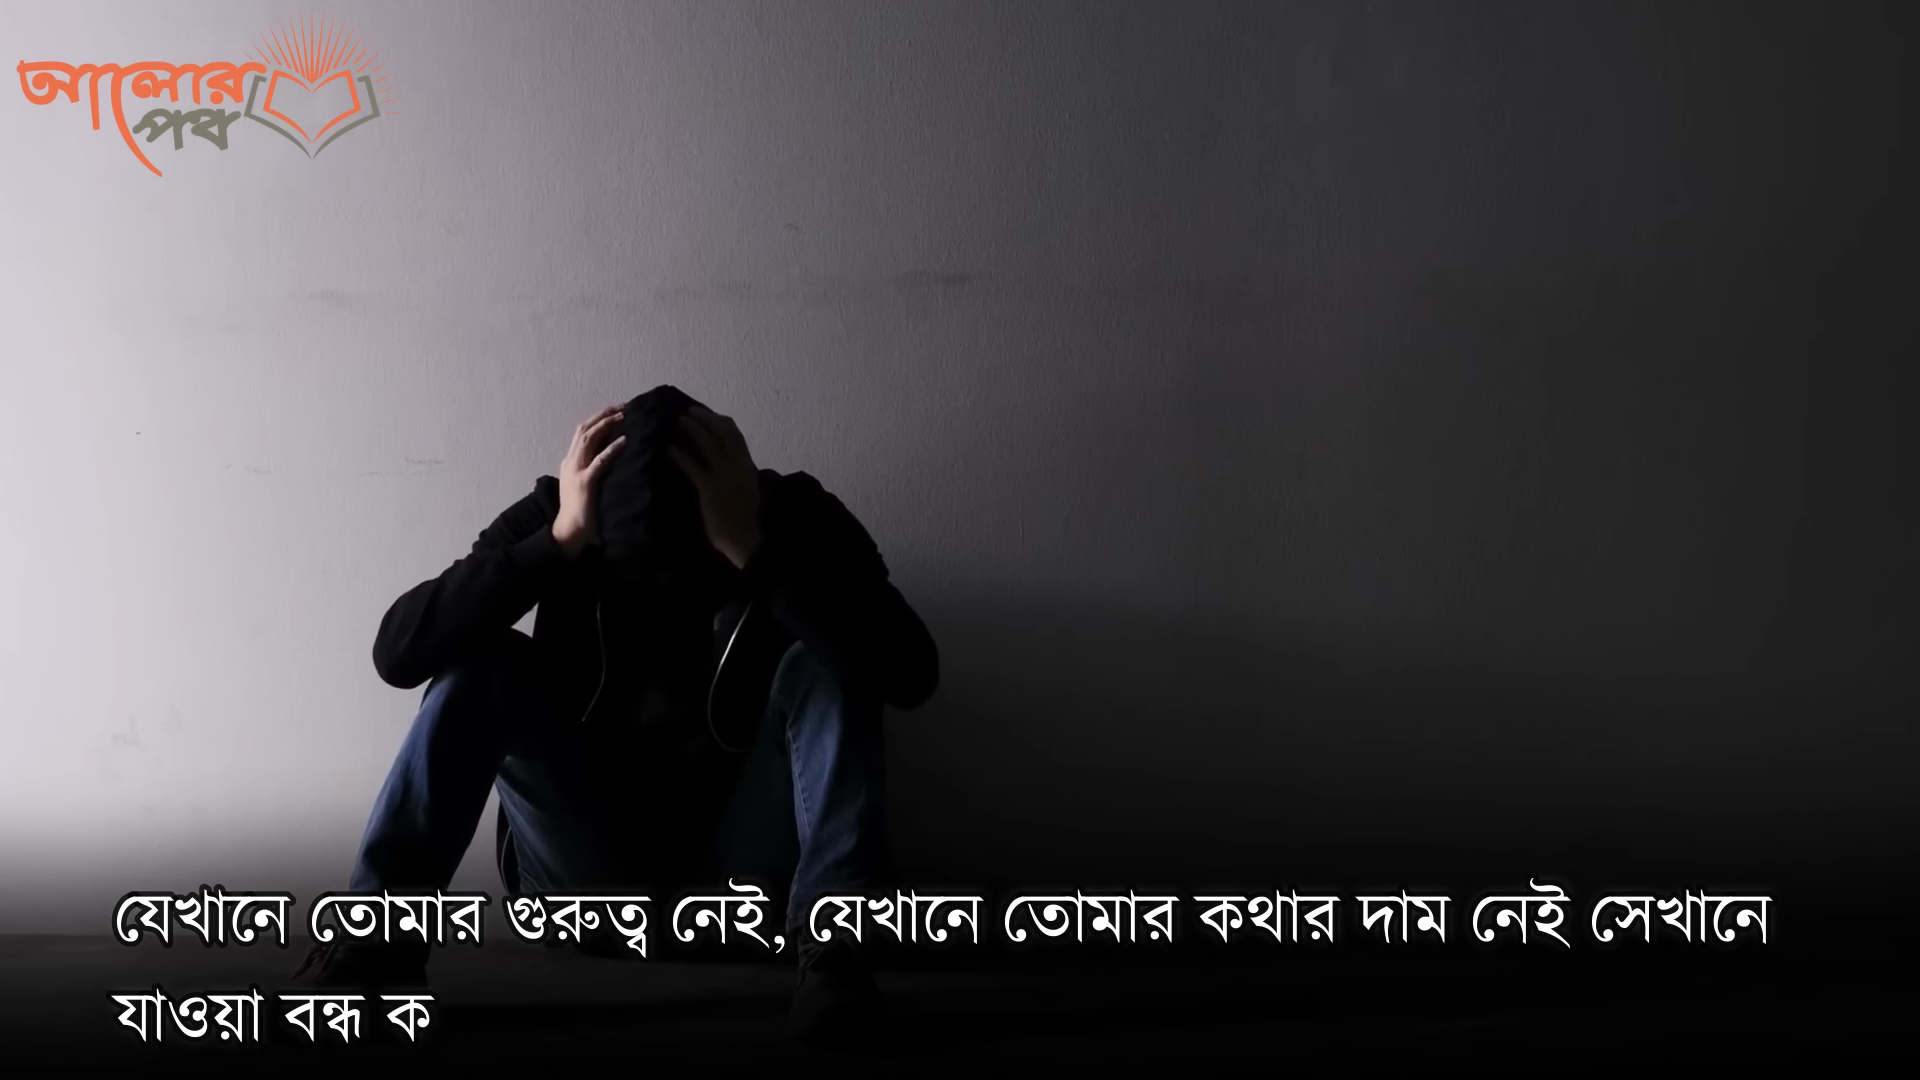 আলোর
পথ
যেখানে তোমার গুরুত্ব নেই, যেখানে তোমার কথার দাম নেই সেখানে
যাওয়া বন্ধ ক